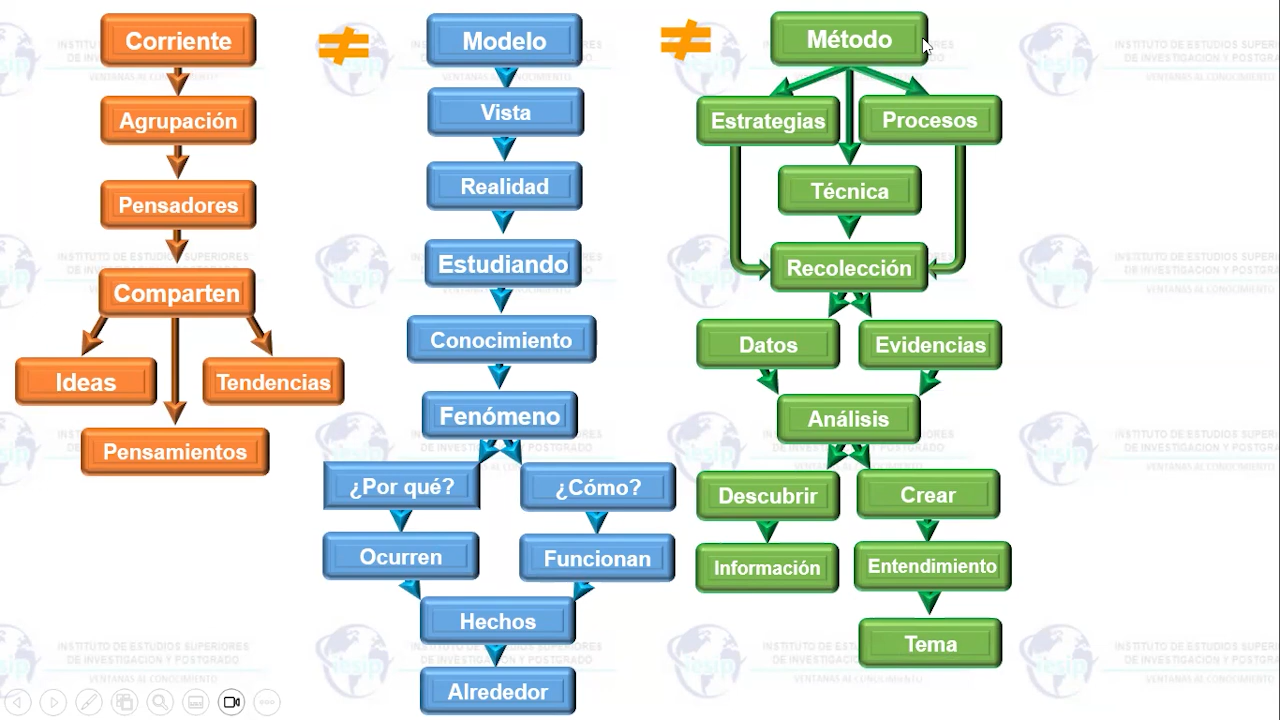 Corriente
Agrupación
Pensadores
Comparten
Ideas
Tendencias
Pensamientos
≠
Modelo
Vista
Realidad
Estudiando
Conocimiento
Fenómeno
¿Por qué?
¿Cómo?
Ocurren
Funcionan
Hechos
Alrededor
≠
Método
Estrategias
Procesos
Técnica
Recolección
Datos
Evidencias
Análisis
Descubrir
Crear
Información
Entendimiento
Tema
INSTITUTO DE ESTUDIOS SUPERIORES
DE INVESTIGACIÓN Y POSTGRADO
VENTANAS AL CONOCIMIENTO
iesip